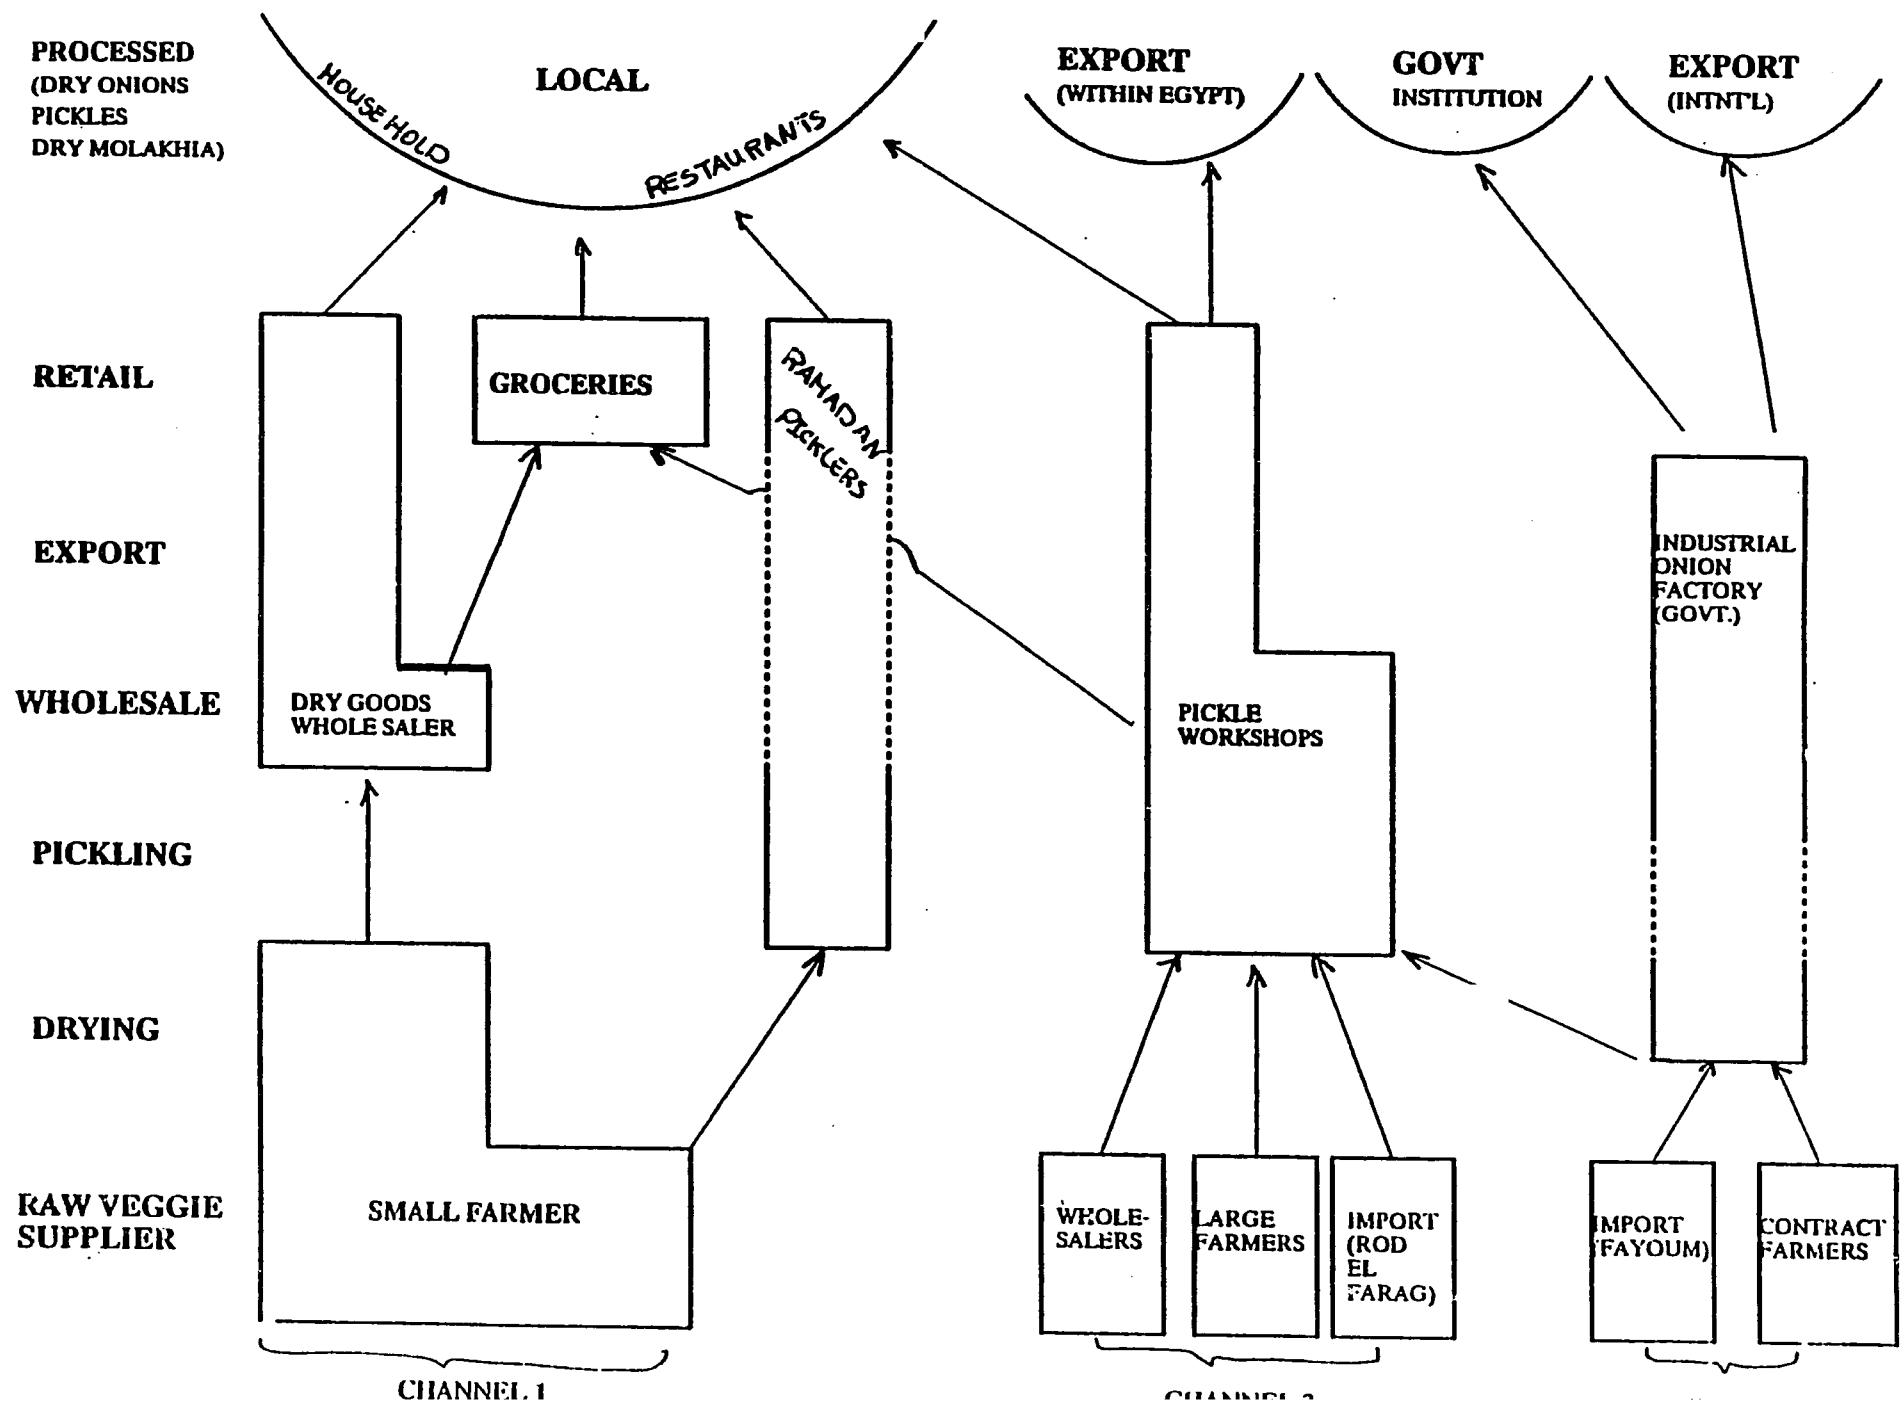 PROCESSED
(DRY ONIONS
PICKLES
DRY MOLAKHIA)
HOUSEHOLD
LOCAL
RESTAURANTS
EXPORT
(WITHIN EGYPT)
GOVT
INSTITUTION
EXPORT
(INTNT'L)
RETAIL
GROCERIES
RAMADAN
PICKLERS
EXPORT
INDUSTRIAL
ONION
FACTORY
(GOVT.)
WHOLESALE
DRY GOODS
WHOLE SALER
PICKLE
WORKSHOPS
PICKLING
DRYING
RAW VEGGIE
SUPPLIER
SMALL FARMER
WHOLE-
SALERS
LARGE
FARMERS
IMPORT
(ROD
EL
FARAG)
IMPORT
(FAYOUM)
CONTRACT
FARMERS
CHANNEL 1
CHANNEL